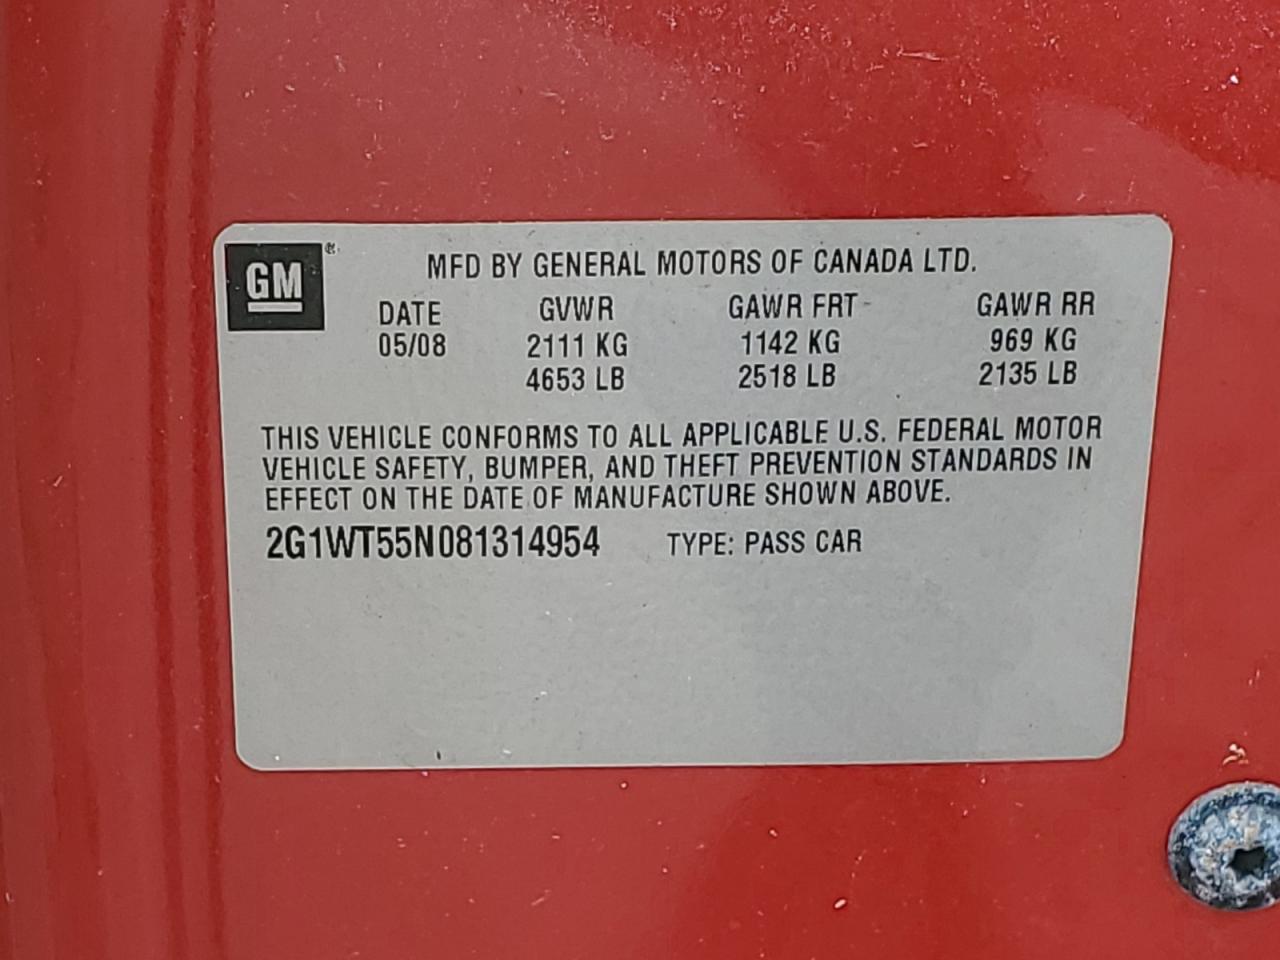 GM ®
MFD BY GENERAL MOTORS OF CANADA LTD.
DATE GVWR GAWR FRT GAWR RR
05/08 2111 KG 1142 KG 969 KG
4653 LB 2518 LB 2135 LB
THIS VEHICLE CONFORMS TO ALL APPLICABLE U.S. FEDERAL MOTOR
VEHICLE SAFETY, BUMPER, AND THEFT PREVENTION STANDARDS IN
EFFECT ON THE DATE OF MANUFACTURE SHOWN ABOVE.
2G1WT55N081314954 TYPE: PASS CAR